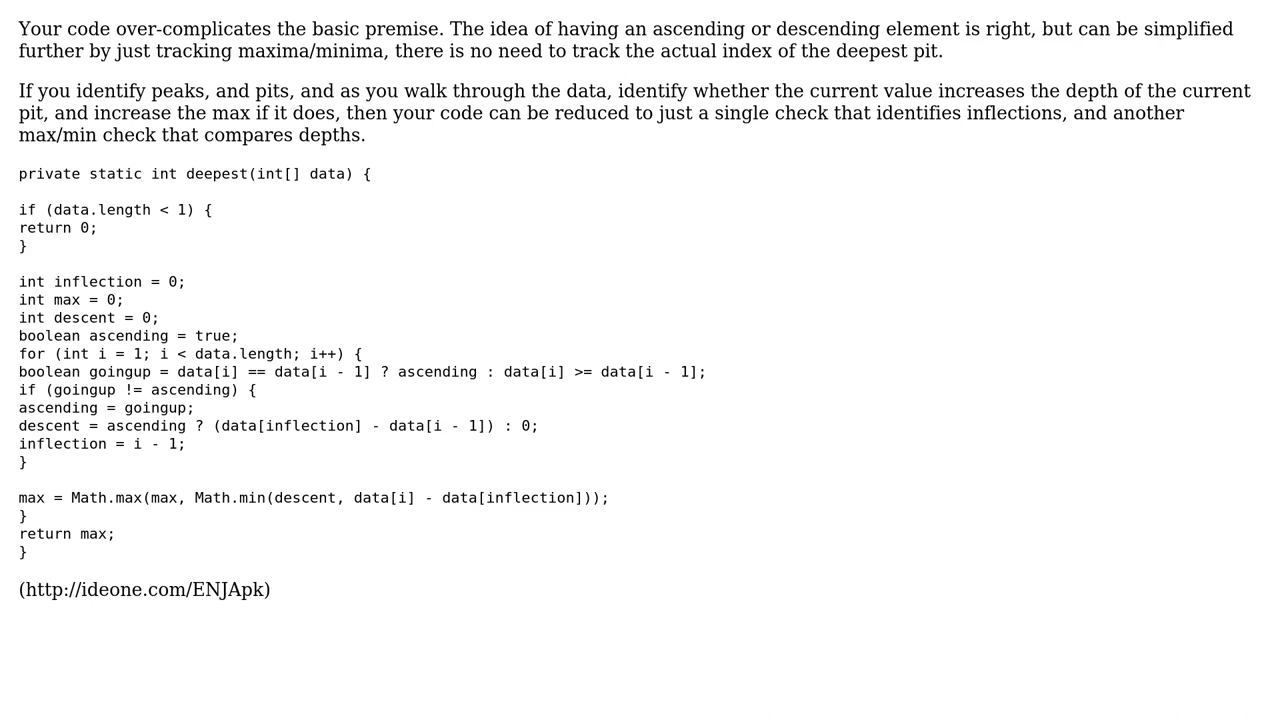 Your code over-complicates the basic premise. The idea of having an ascending or descending element is right, but can be simplified
further by just tracking maxima/minima, there is no need to track the actual index of the deepest pit.
If you identify peaks, and pits, and as you walk through the data, identify whether the current value increases the depth of the current
pit, and increase the max if it does, then your code can be reduced to just a single check that identifies inflections, and another
max/min check that compares depths.
private static int deepest(int[] data) {
if (data.length < 1) {
return 0;
}
int inflection = 0;
int max = 0;
int descent = 0;
boolean ascending = true;
for (int i = 1; i < data.length; i++) {
boolean goingup = data[i] == data[i - 1] ? ascending : data[i] >= data[i - 1];
if (goingup != ascending) {
ascending = goingup;
descent = ascending ? (data[inflection] - data[i - 1]) : 0;
inflection = i - 1;
}
max = Math.max(max, Math.min(descent, data[i] - data[inflection]));
}
return max;
}
(http://ideone.com/ENJApk)